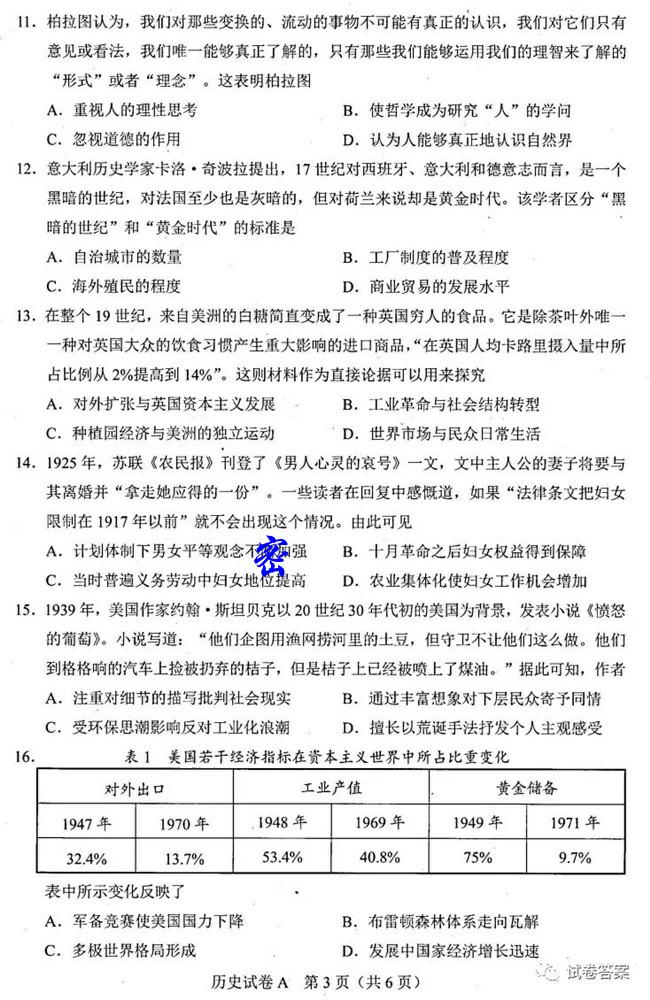 11. 柏拉图认为，我们对那些变换的、流动的事物不可能有真正的认识，我们对它们只有
意见或看法，我们唯一能够真正了解的，只有那些我们能够运用我们的理智来了解的
“形式”或者“理念”。这表明柏拉图
A. 重视人的理性思考 B. 使哲学成为研究“人”的学问
C. 忽视道德的作用 D. 认为人能够真正地认识自然界
12. 意大利历史学家卡洛·奇波拉提出，17 世纪对西班牙、意大利和德意志而言，是一个
黑暗的世纪，对法国至少也是灰暗的，但对荷兰来说却是黄金时代。该学者区分“黑
暗的世纪”和“黄金时代”的标准是
A. 自治城市的数量 B. 工厂制度的普及程度
C. 海外殖民的程度 D. 商业贸易的发展水平
13. 在整个 19 世纪，来自美洲的白糖简直变成了一种英国穷人的食品。它是除茶叶外唯一
一种对英国大众的饮食习惯产生重大影响的进口商品，“在英国人均卡路里摄入量中所
占比例从 2%提高到 14%”。这则材料作为直接论据可以用来探究
A. 对外扩张与英国资本主义发展 B. 工业革命与社会结构转型
C. 种植园经济与美洲的独立运动 D. 世界市场与民众日常生活
14. 1925 年，苏联《农民报》刊登了《男人心灵的哀号》一文，文中主人公的妻子将要与
其离婚并“拿走她应得的一份”。一些读者在回复中感慨道，如果“法律条文把妇女
限制在 1917 年以前”就不会出现这个情况。由此可见
A. 计划体制下男女平等观念不 加强 B. 十月革命之后妇女权益得到保障
密
C. 当时普遍义务劳动中妇女地位提高 D. 农业集体化使妇女工作机会增加
15. 1939 年，美国作家约翰·斯坦贝克以 20 世纪 30 年代初的美国为背景，发表小说《愤怒
的葡萄》。小说写道：“他们企图用渔网捞河里的土豆，但守卫不让他们这么做。他们
到格格响的汽车上捡被扔弃的桔子，但是桔子上已经被喷上了煤油。”据此可知，作者
A. 注重对细节的描写批判社会现实 B. 通过丰富想象对下层民众寄予同情
C. 受环保思潮影响反对工业化浪潮 D. 擅长以荒诞手法抒发个人主观感受
16. 表 1 美国若干经济指标在资本主义世界中所占比重变化
对外出口 工业产值 黄金储备
1947 年 1970 年 1948 年 1969 年 1949 年 1971 年
32.4% 13.7% 53.4% 40.8% 75% 9.7%
表中所示变化反映了
A. 军备竞赛使美国国力下降 B. 布雷顿森林体系走向瓦解
C. 多极世界格局形成 D. 发展中国家经济增长迅速
历史试卷 A 第 3 页（共 6 页）
试卷答案